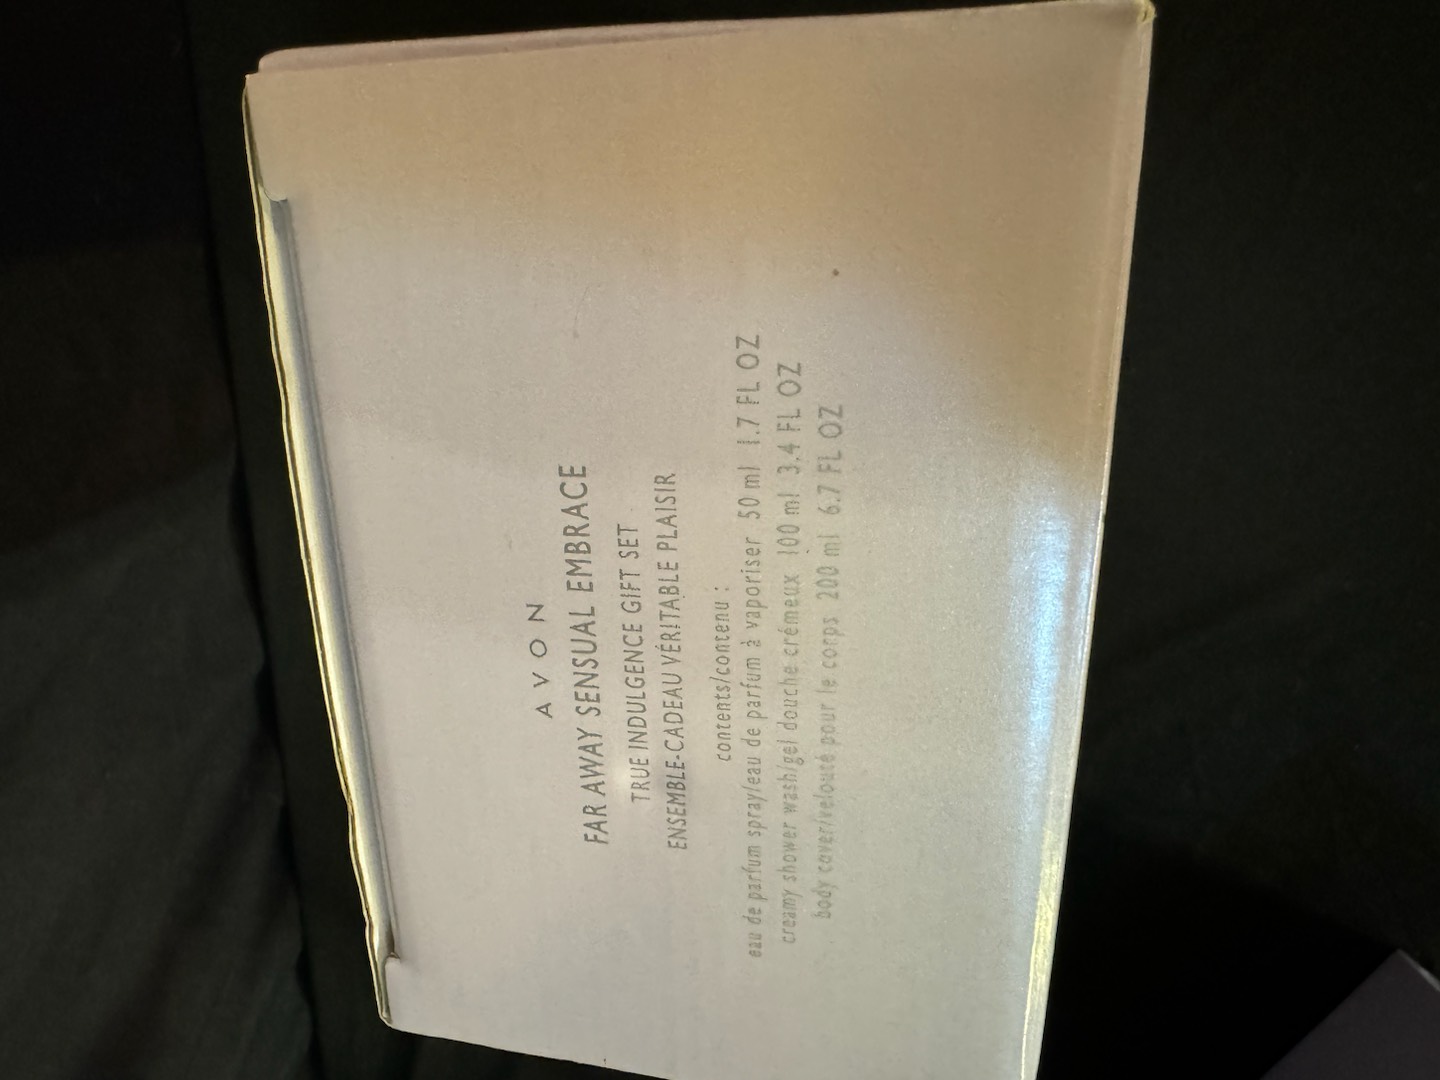 AVON
FAR AWAY SENSUAL EMBRACE
TRUE INDULGENCE GIFT SET
ENSEMBLE-CADEAU VÉRITABLE PLAISIR
contents/contenu :
eau de parfum spray/eau de parfum à vaporiser 50 ml 1.7 FL OZ
creamy shower wash/gel douche crémeux 100 ml 3.4 FL OZ
body caver/velouté pour le corps 200 ml 6.7 FL OZ